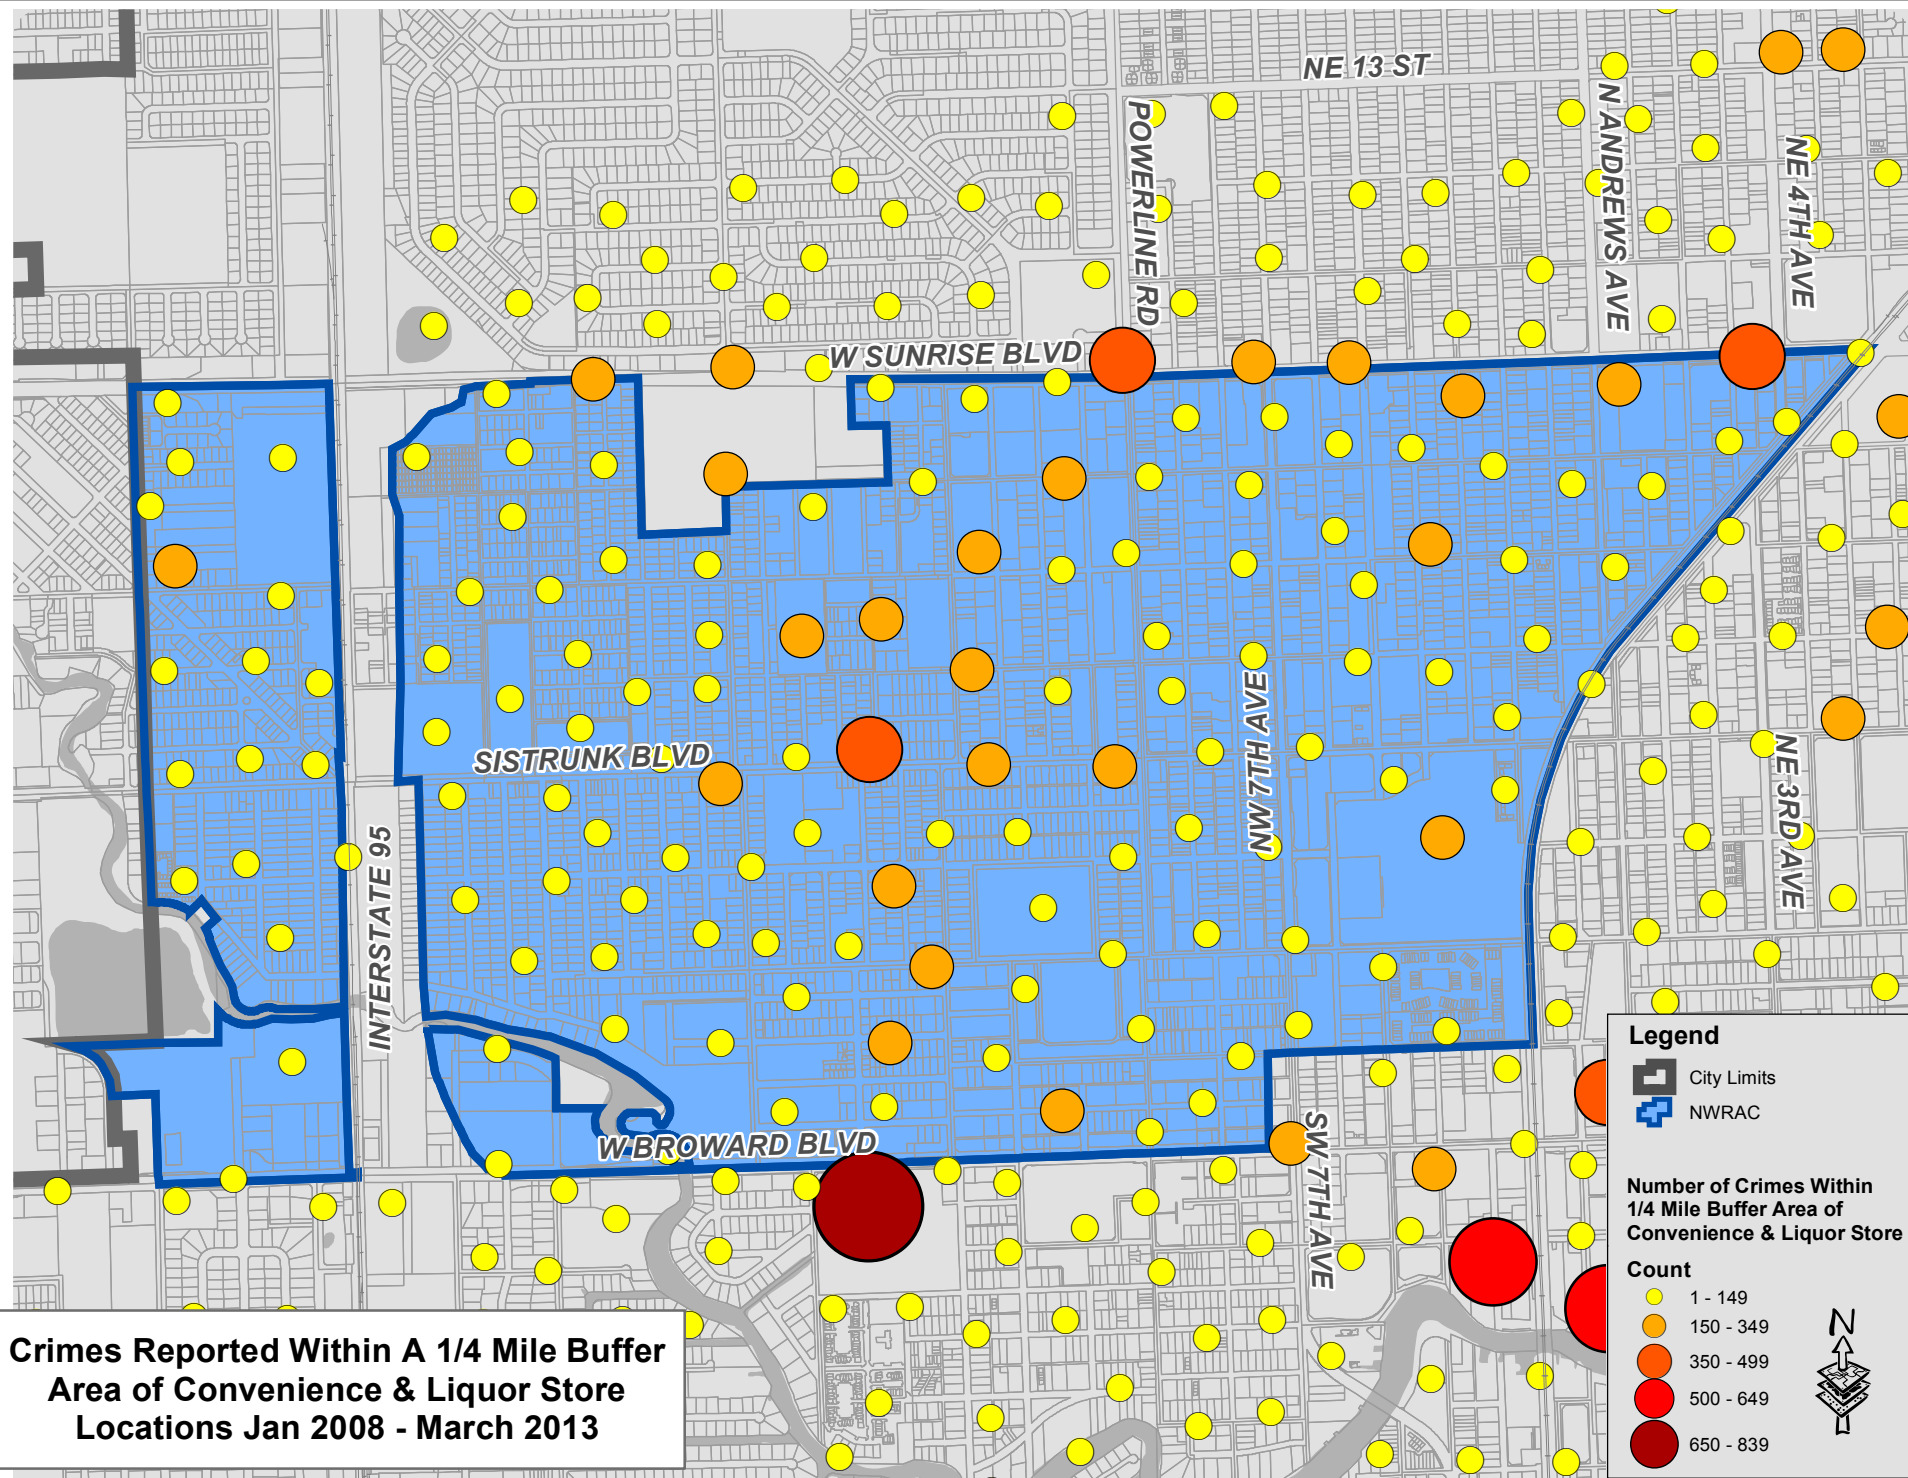 NE 13 ST
POWERLINE RD
N ANDREWS AVE
NE 4TH AVE
W SUNRISE BLVD
SISTRUNK BLVD
NW 7TH AVE
NE 3RD AVE
INTERSTATE 95
W BROWARD BLVD
SW 7TH AVE
Legend
City Limits
NWRAC
Number of Crimes Within
1/4 Mile Buffer Area of
Convenience & Liquor Store
Count
1 - 149
150 - 349
350 - 499
500 - 649
650 - 839
N
Crimes Reported Within A 1/4 Mile Buffer
Area of Convenience & Liquor Store
Locations Jan 2008 - March 2013